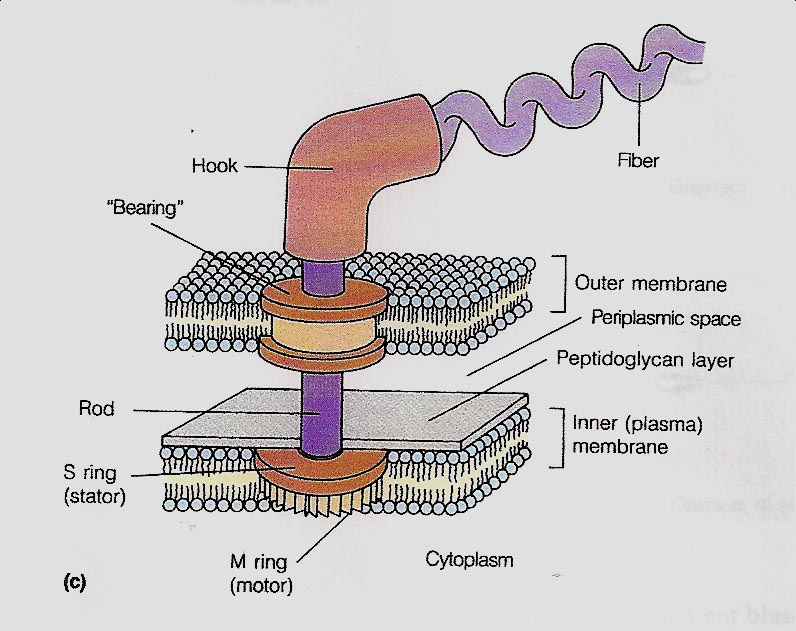 Hook
Fiber
"Bearing"
Outer membrane
Periplasmic space
Peptidoglycan layer
Rod
Inner (plasma)
membrane
S ring
(stator)
M ring
(motor)
Cytoplasm
(c)